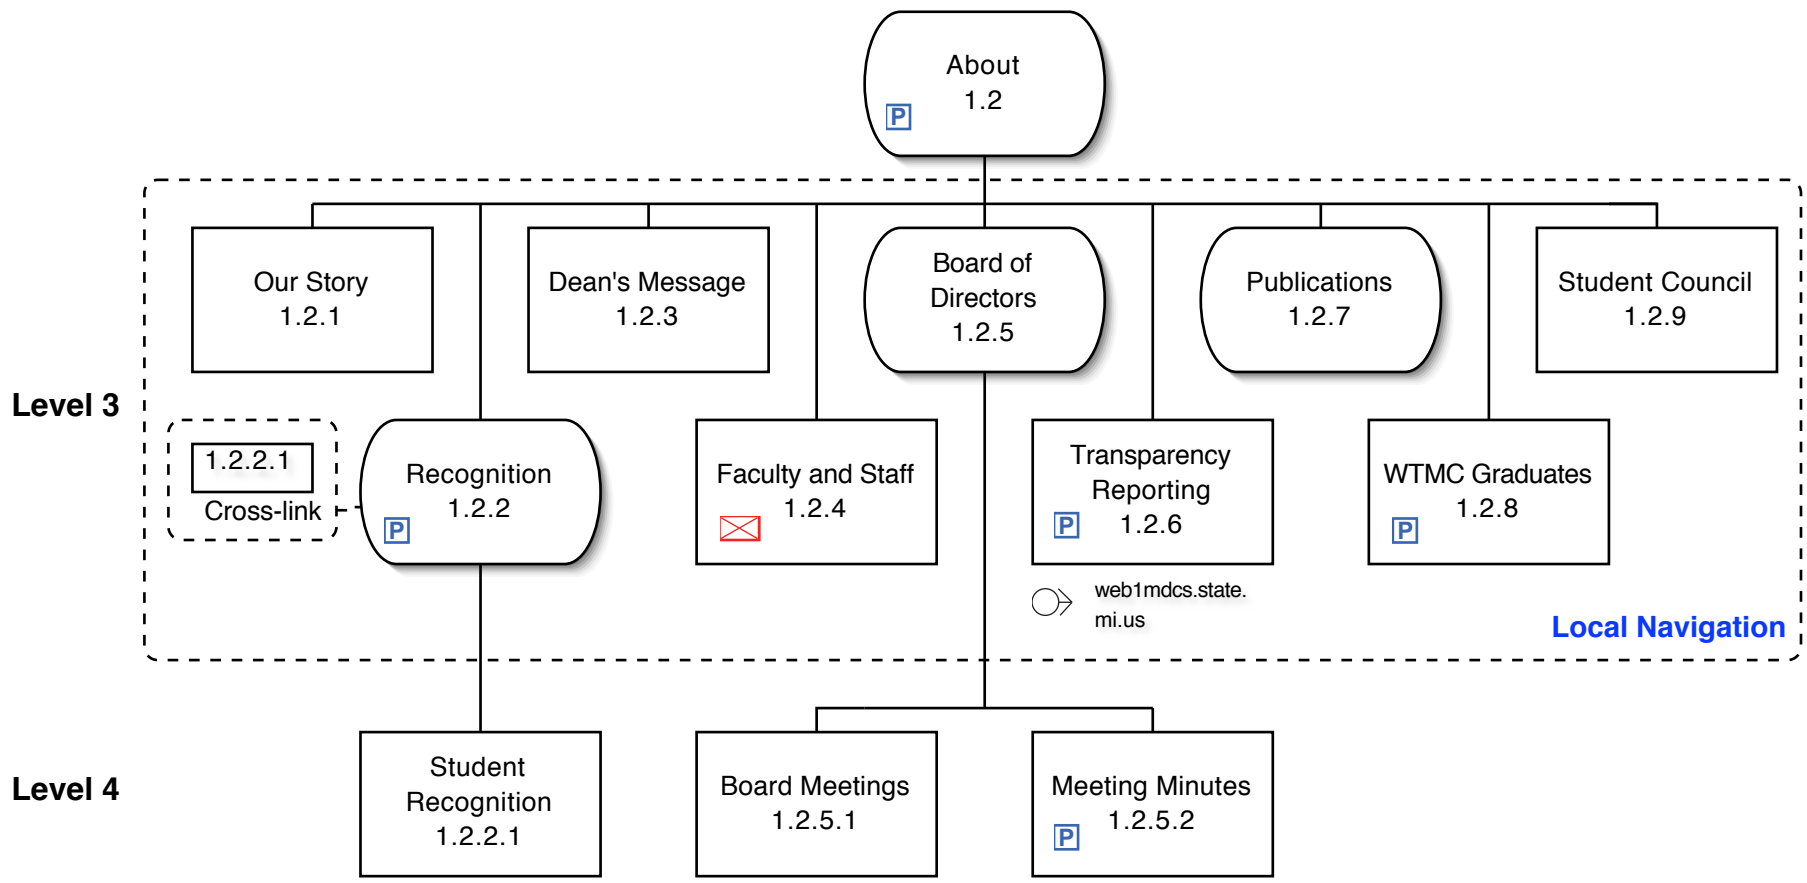 About
1.2
P
Our Story
1.2.1
Dean's Message
1.2.3
Board of
Directors
1.2.5
Publications
1.2.7
Student Council
1.2.9
Level 3
1.2.2.1
Cross-link
Recognition
1.2.2
P
Faculty and Staff
1.2.4
Transparency
Reporting
1.2.6
P
WTMC Graduates
1.2.8
P
web1mdcs.state.
mi.us
Local Navigation
Level 4
Student
Recognition
1.2.2.1
Board Meetings
1.2.5.1
Meeting Minutes
1.2.5.2
P